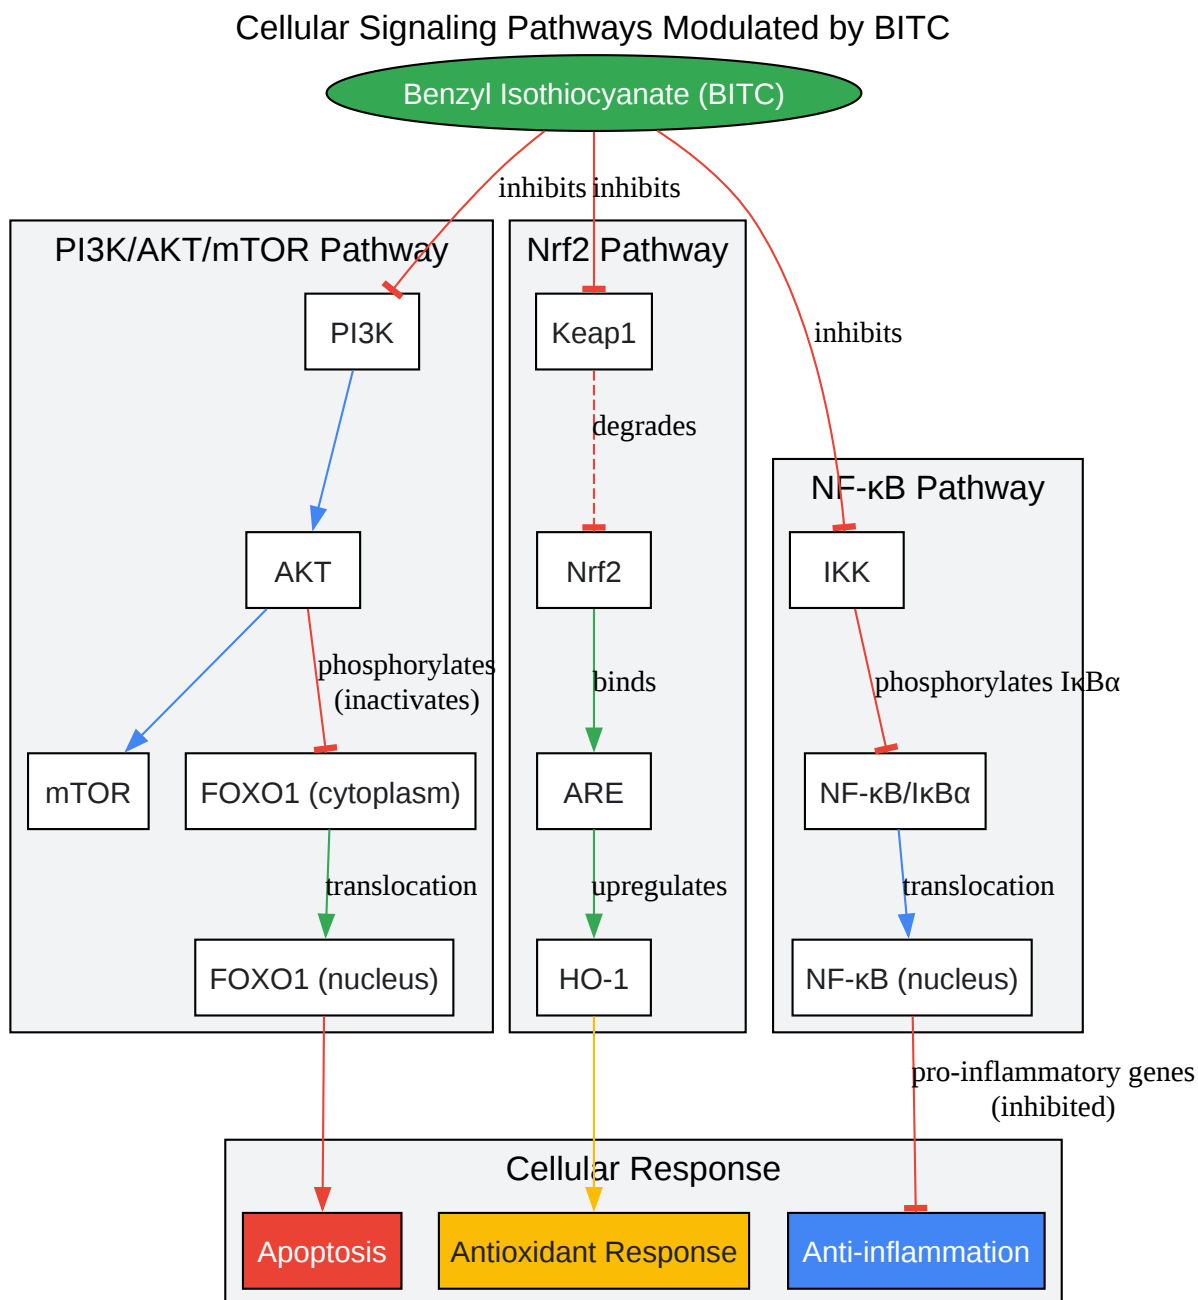 Cellular Signaling Pathways Modulated by BITC
Benzyl Isothiocyanate (BITC)
inhibits
inhibits
inhibits
PI3K/AKT/mTOR Pathway
PI3K
AKT
phosphorylates
(inactivates)
mTOR
FOXO1 (cytoplasm)
translocation
FOXO1 (nucleus)
Nrf2 Pathway
Keap1
degrades
Nrf2
binds
ARE
upregulates
HO-1
NF-κB Pathway
IKK
phosphorylates IκBα
NF-κB/IκBα
translocation
NF-κB (nucleus)
pro-inflammatory genes
(inhibited)
Cellular Response
Apoptosis
Antioxidant Response
Anti-inflammation